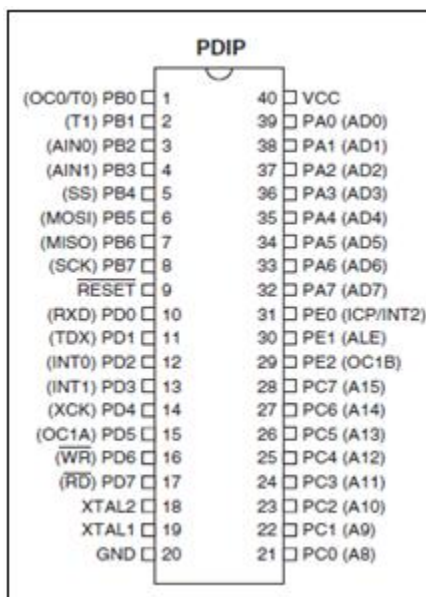 PDIP
(OC0/T0) PB0 1 40 VCC
(T1) PB1 2 39 PA0 (AD0)
(AIN0) PB2 3 38 PA1 (AD1)
(AIN1) PB3 4 37 PA2 (AD2)
(SS) PB4 5 36 PA3 (AD3)
(MOSI) PB5 6 35 PA4 (AD4)
(MISO) PB6 7 34 PA5 (AD5)
(SCK) PB7 8 33 PA6 (AD6)
RESET 9 32 PA7 (AD7)
(RXD) PD0 10 31 PE0 (ICP/INT2)
(TDX) PD1 11 30 PE1 (ALE)
(INT0) PD2 12 29 PE2 (OC1B)
(INT1) PD3 13 28 PC7 (A15)
(XCK) PD4 14 27 PC6 (A14)
(OC1A) PD5 15 26 PC5 (A13)
(WR) PD6 16 25 PC4 (A12)
(RD) PD7 17 24 PC3 (A11)
XTAL2 18 23 PC2 (A10)
XTAL1 19 22 PC1 (A9)
GND 20 21 PC0 (A8)